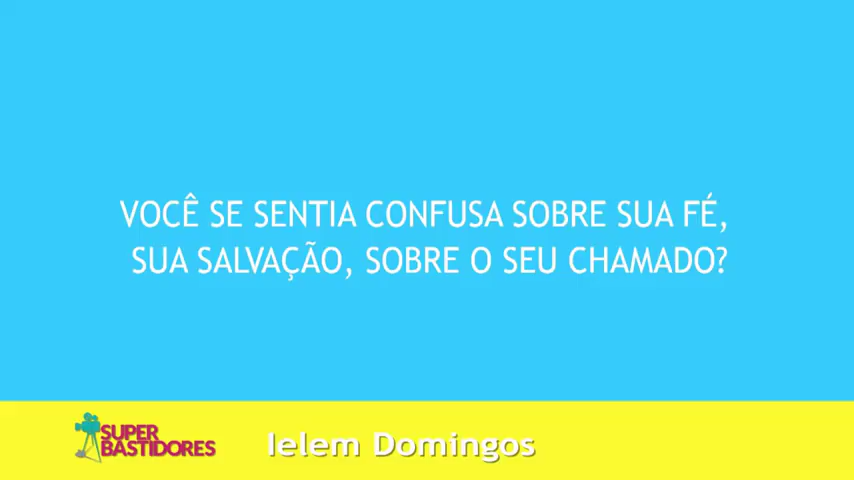 VOCÊ SE SENTIA CONFUSA SOBRE SUA FÉ,
SUA SALVAÇÃO, SOBRE O SEU CHAMADO?
SUPER
BASTIDORES
Ielem Domingos